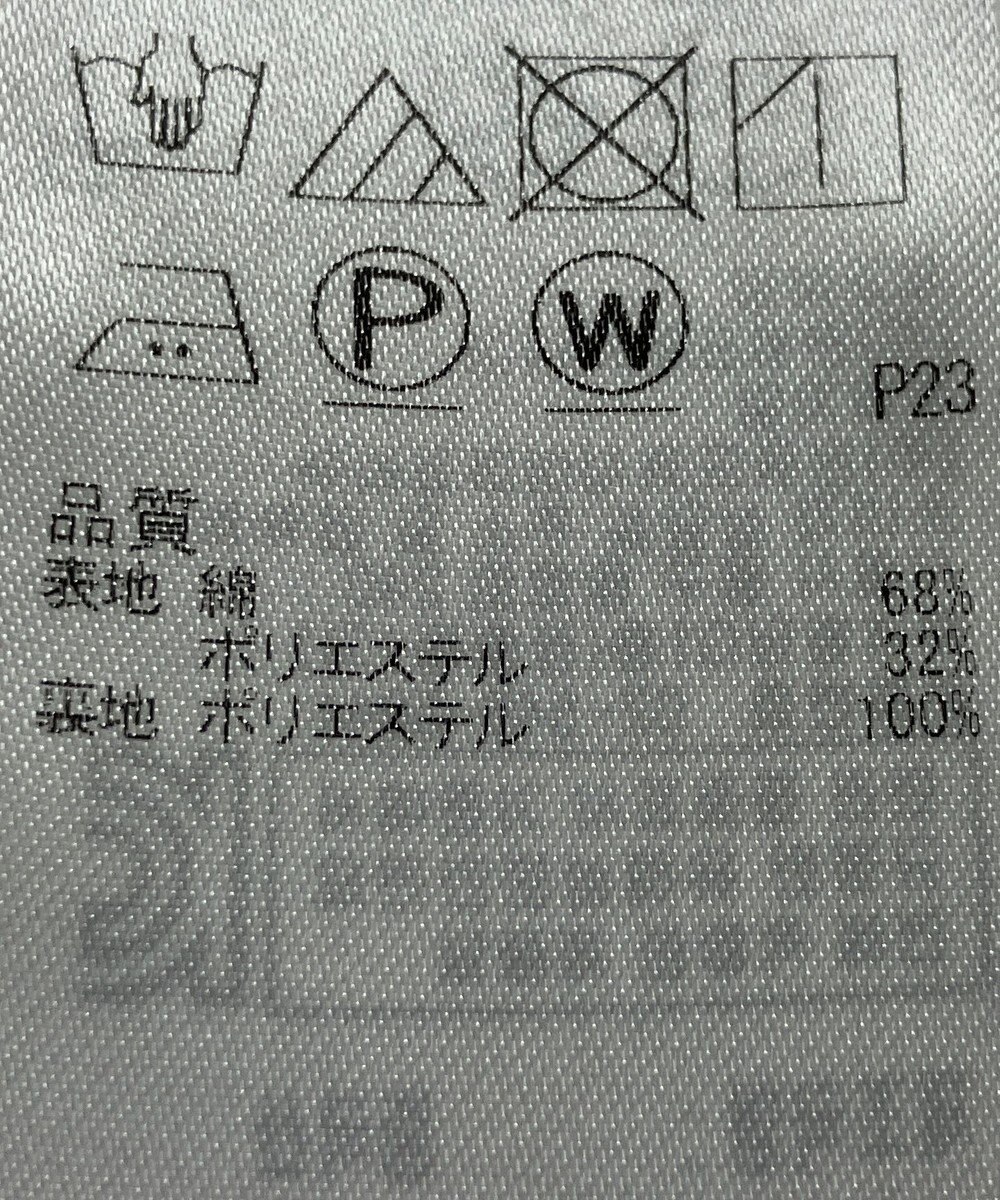 P W
P23
品質
表地 綿 68%
ポリエステル 32%
裏地 ポリエステル 100%